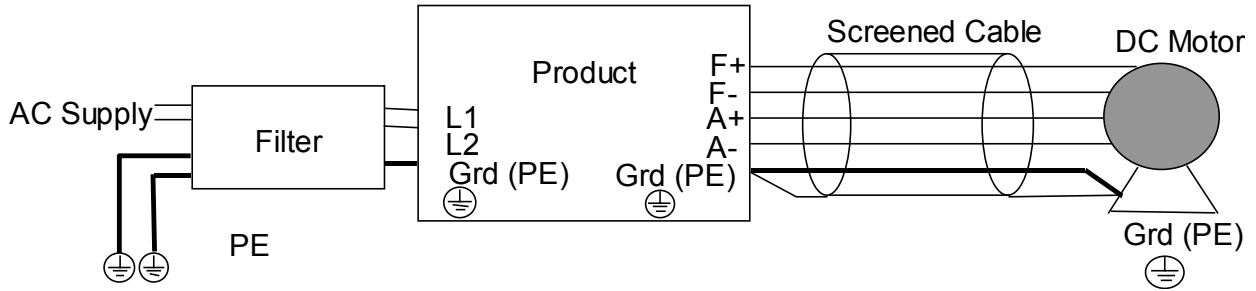 Screened Cable
DC Motor
Product
F+
F-
A+
A-
AC Supply
Filter
L1
L2
Grd (PE)
Grd (PE)
PE
Grd (PE)